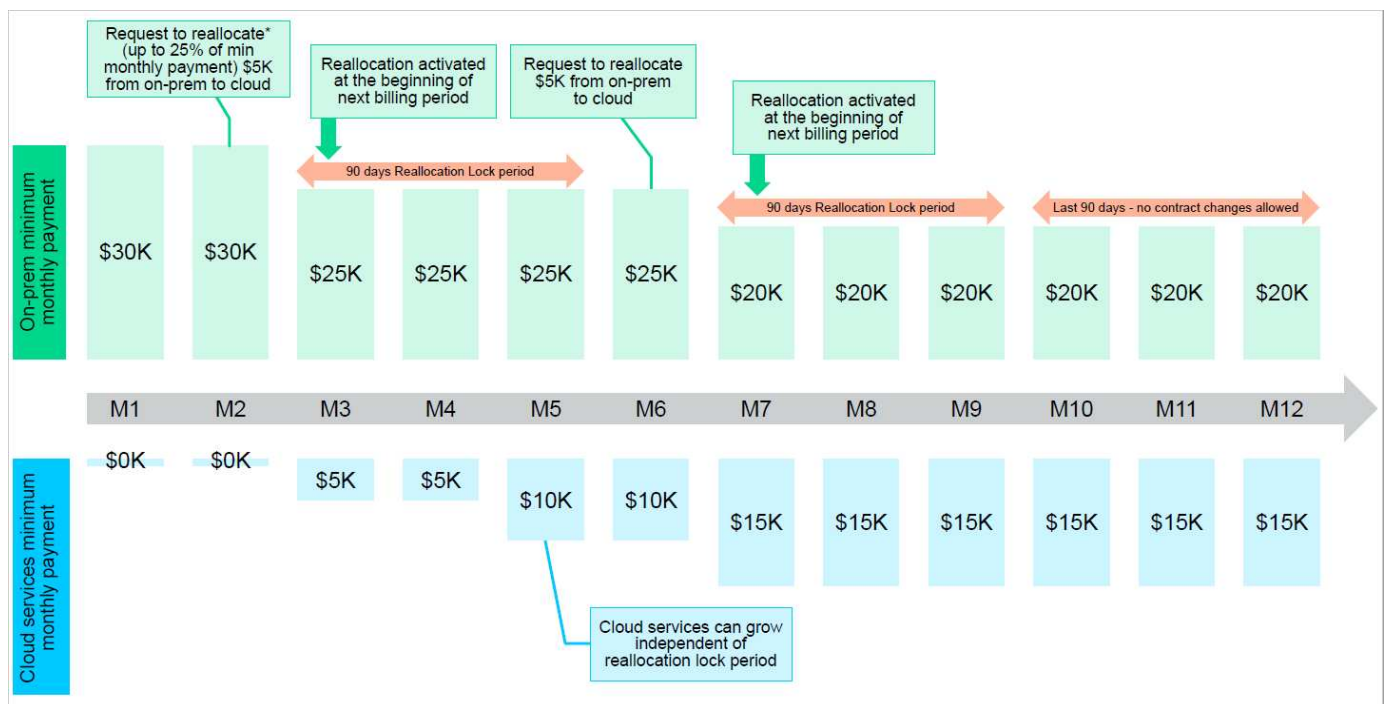 Request to reallocate*
(up to 25% of min
monthly payment) $5K
from on-prem to cloud
Reallocation activated
at the beginning of
next billing period
Request to reallocate
$5K from on-prem
to cloud
Reallocation activated
at the beginning of
next billing period
On-prem minimum
monthly payment
90 days Reallocation Lock period
90 days Reallocation Lock period
Last 90 days - no contract changes allowed
$30K $30K $25K $25K $25K $25K $20K $20K $20K $20K $20K $20K
M1 M2 M3 M4 M5 M6 M7 M8 M9 M10 M11 M12
Cloud services minimum
monthly payment
$0K $0K $5K $5K $10K $10K $15K $15K $15K $15K $15K $15K
Cloud services can grow
independent of
reallocation lock period